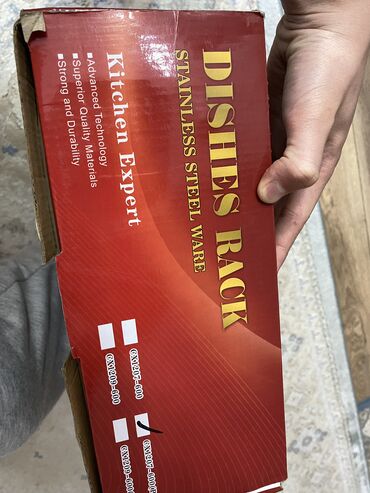 DISHES RACK
STAINLESS STEEL WARE
Kitchen Expert
Advanced Technology
Superior Quality Materials
Strong and Durability